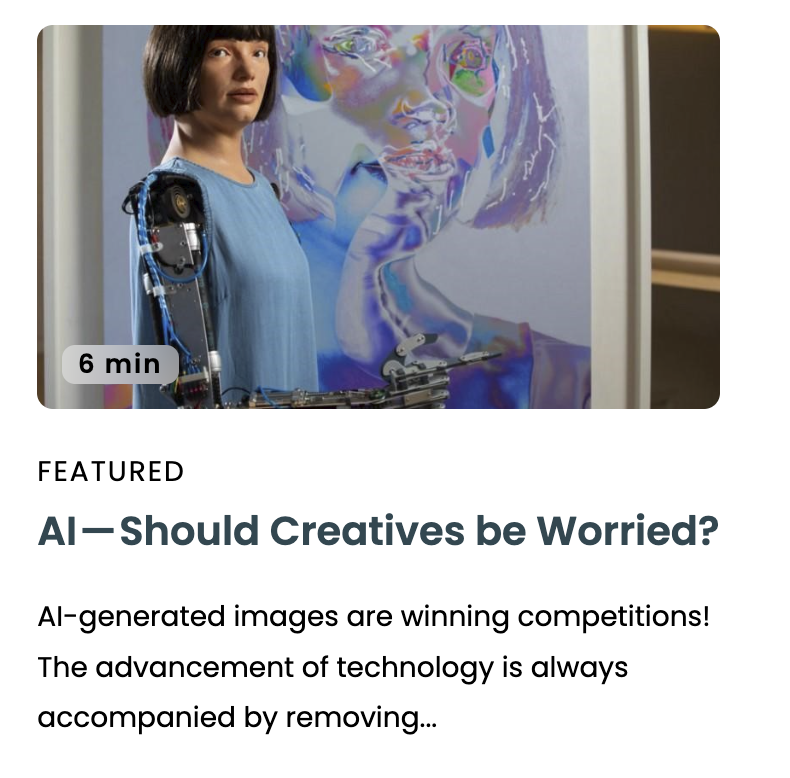 6 min
FEATURED
AI—Should Creatives be Worried?
AI-generated images are winning competitions!
The advancement of technology is always
accompanied by removing...